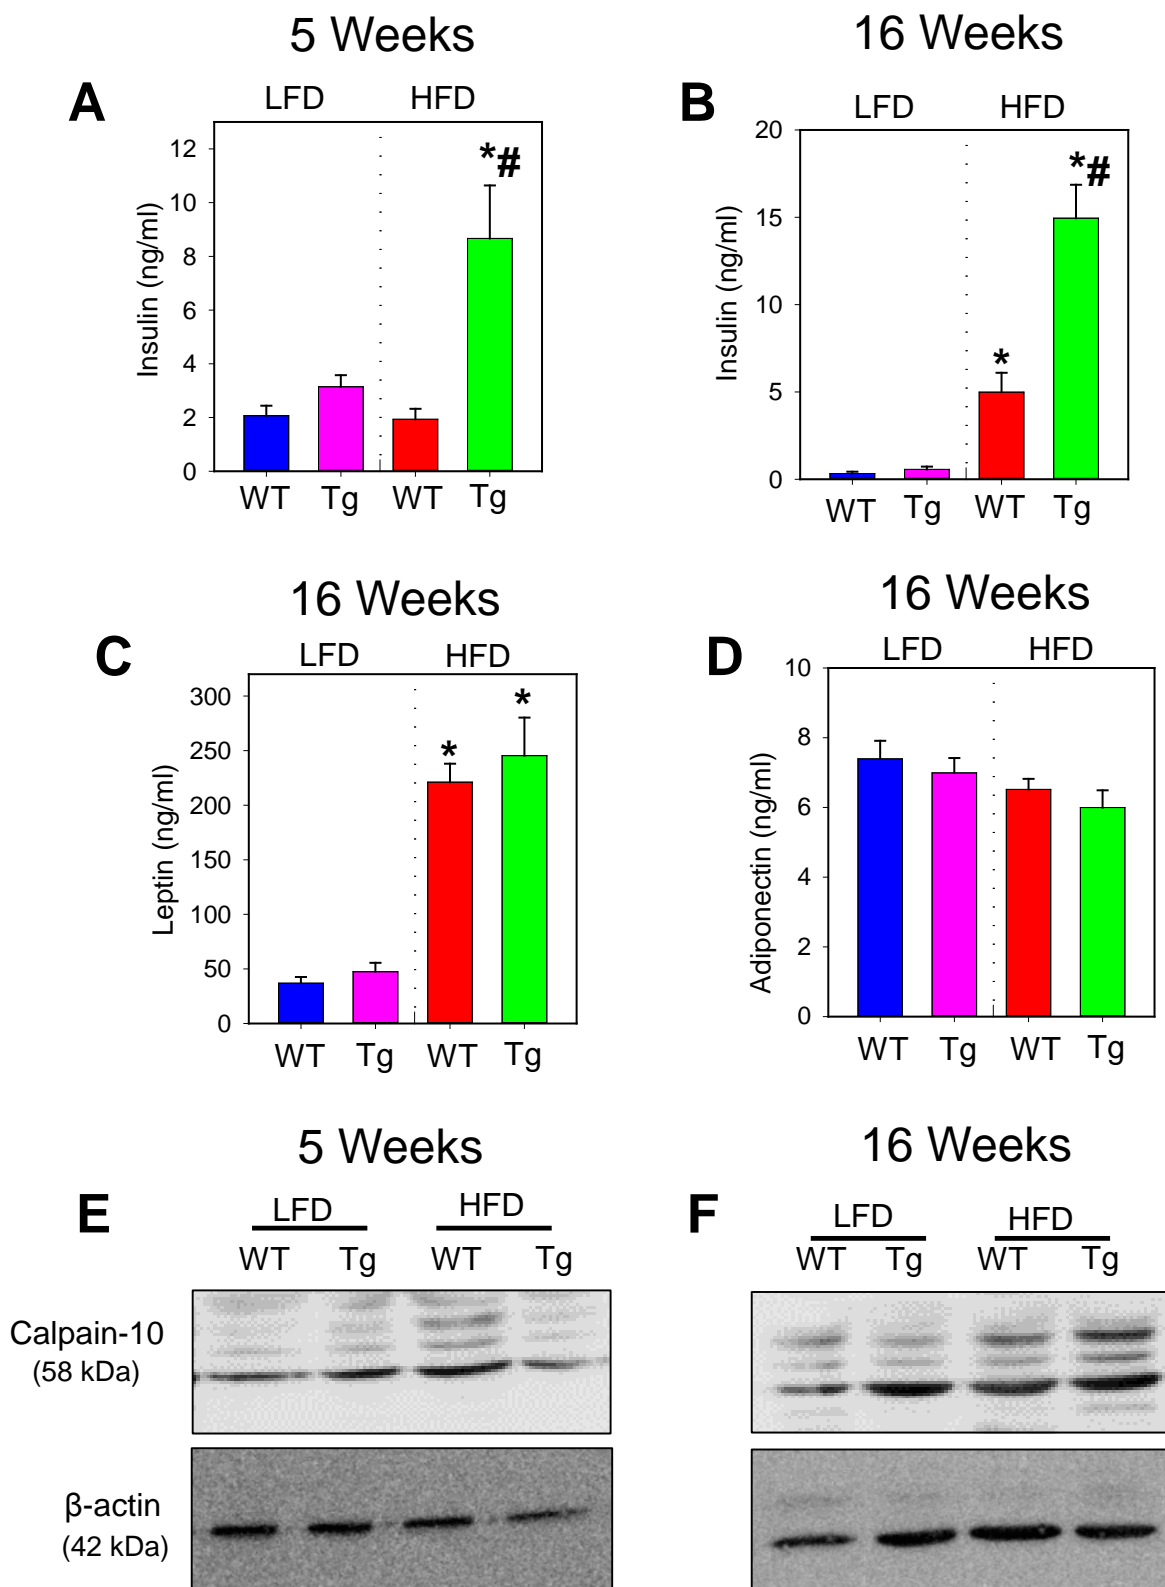 5 Weeks
16 Weeks
A
LFD HFD
Insulin (ng/ml)
12
10
8
6
4
2
0
*#
WT Tg WT Tg
B
LFD HFD
Insulin (ng/ml)
20
15
10
5
0
*
*#
WT Tg WT Tg
16 Weeks
16 Weeks
C
LFD HFD
Leptin (ng/ml)
300
250
200
150
100
50
0
* *
WT Tg WT Tg
D
LFD HFD
Adiponectin (ng/ml)
10
8
6
4
2
0
WT Tg WT Tg
5 Weeks
16 Weeks
E
LFD HFD
WT Tg WT Tg
F
LFD HFD
WT Tg WT Tg
Calpain-10
(58 kDa)
β-actin
(42 kDa)